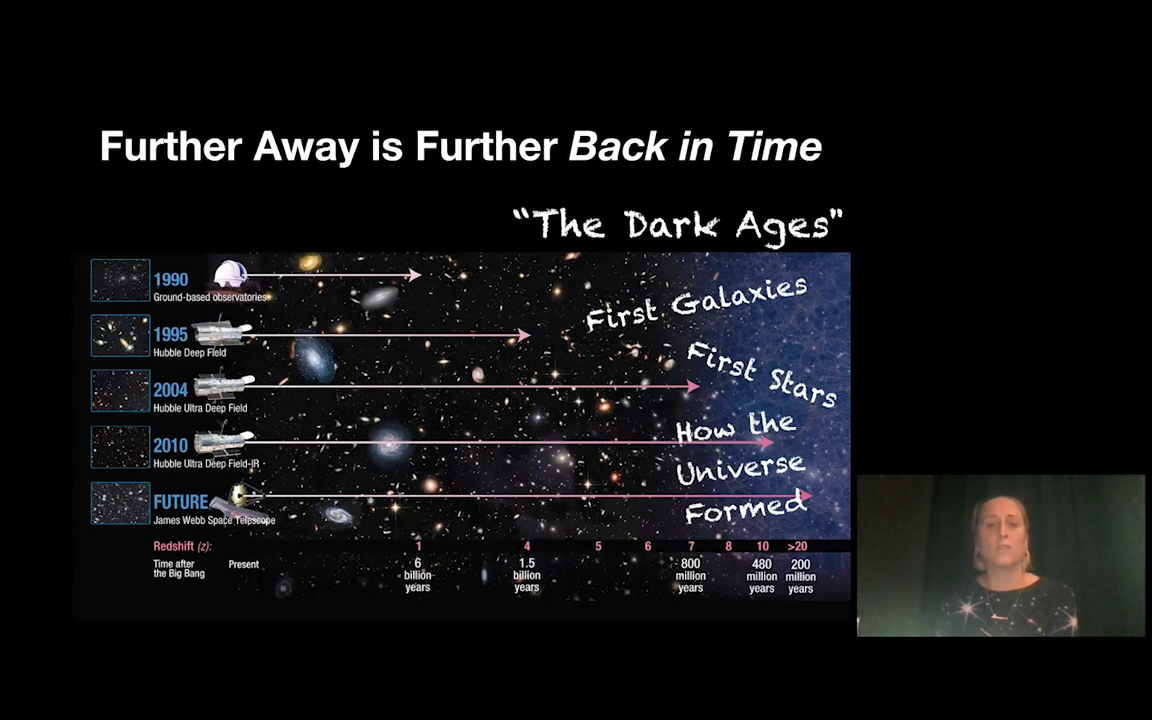 Further Away is Further Back in Time
“The Dark Ages"
1990
Ground-based observatories
1995
Hubble Deep Field
2004
Hubble Ultra Deep Field
2010
Hubble Ultra Deep Field-IR
FUTURE
James Webb Space Telescope
First Galaxies
First Stars
How the
Universe
Formed
Redshift (z): 1 4 5 6 7 8 10 >20
Time after
the Big Bang
Present
6
billion
years
1.5
billion
years
800
million
years
480
million
years
200
million
years